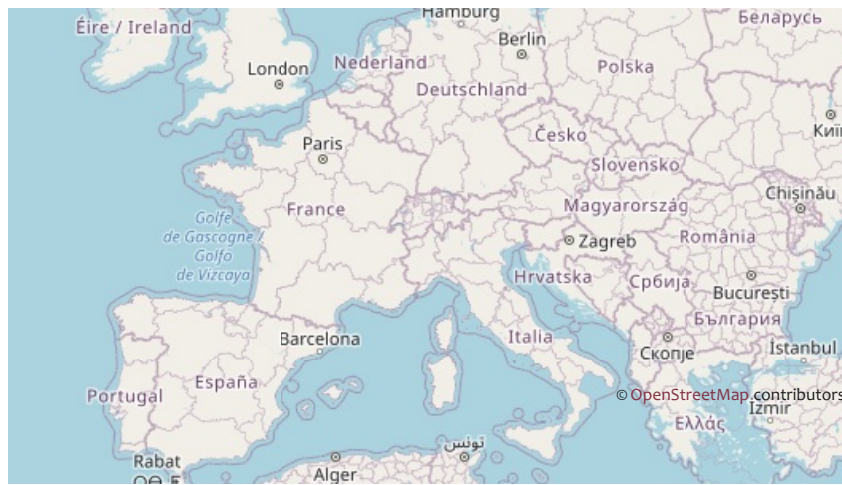 Éire / Ireland
Hamburg
Беларусь
Berlin
Nederland
London
Polska
Deutschland
Česko
Paris
Slovensko
Chișinău
France
Magyarország
Golfe
de Gascogne /
Golfo
de Vizcaya
România
Zagreb
Hrvatska
Србија
București
България
Barcelona
Italia
Скопје
İstanbul
España
Portugal
© OpenStreetMap contributors
İzmir
Ελλάς
تونس
Rabat
Alger